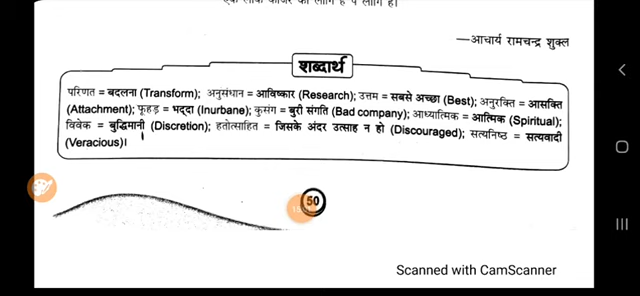 —आचार्य रामचन्द्र शुक्ल
शब्दार्थ
परिणत = बदलना (Transform); अनुसंधान = आविष्कार (Research); उत्तम = सबसे अच्छा (Best); अनुरक्ति = आसक्ति
(Attachment); फूहड़ = भद्दा (Inurbane); कुसंग = बुरी संगति (Bad company); आध्यात्मिक = आत्मिक (Spiritual);
विवेक = बुद्धिमानी (Discretion); हतोत्साहित = जिसके अंदर उत्साह न हो (Discouraged); सत्यनिष्ठ = सत्यवादी
(Veracious)।
50
Scanned with CamScanner